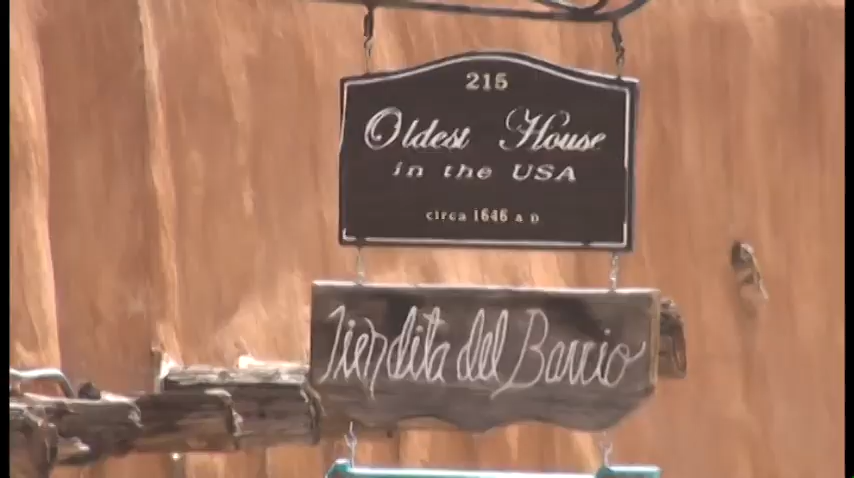 215
Oldest House
in the USA
circa 1646 A D
Tiendita del Barrio